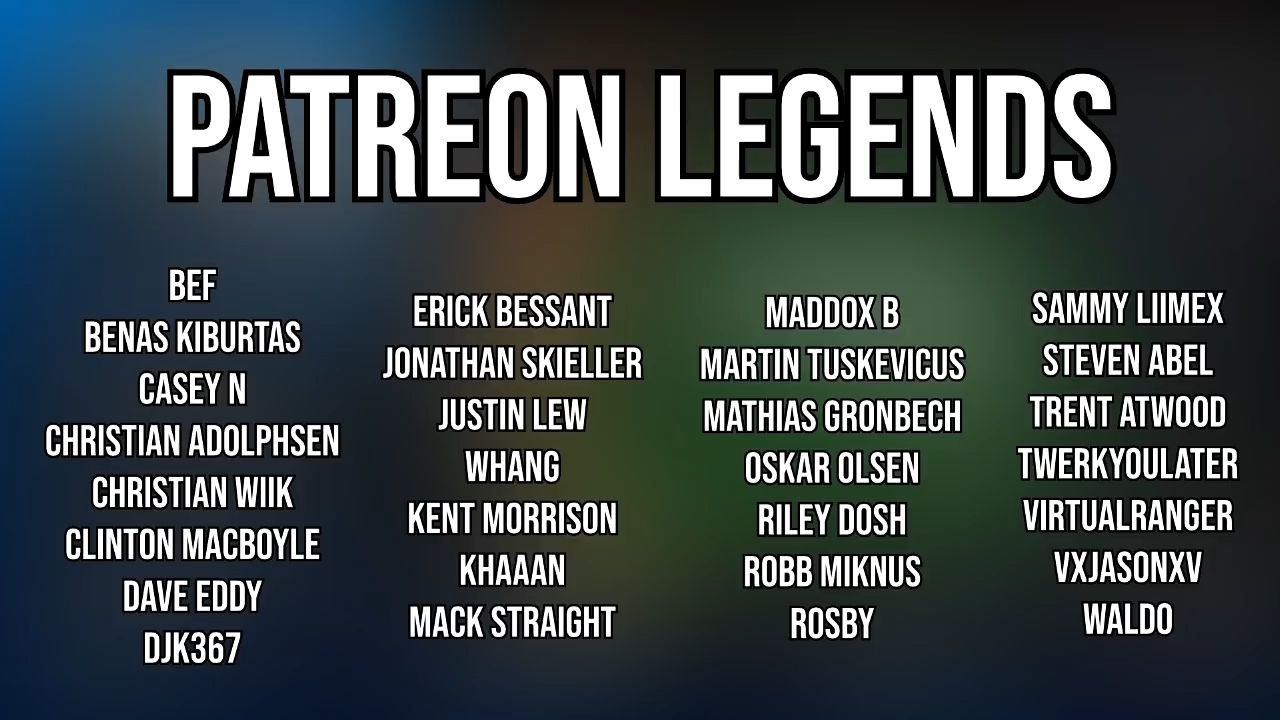 PATREON LEGENDS
BEF
BENAS KIBURTAS
CASEY N
CHRISTIAN ADOLPHSEN
CHRISTIAN WIIK
CLINTON MACBOYLE
DAVE EDDY
DJK367
ERICK BESSANT
JONATHAN SKIELLER
JUSTIN LEW
WHANG
KENT MORRISON
KHAAAN
MACK STRAIGHT
MADDOX B
MARTIN TUSKEVICUS
MATHIAS GRONBECH
OSKAR OLSEN
RILEY DOSH
ROBB MIKNUS
ROSBY
SAMMY LIIMEX
STEVEN ABEL
TRENT ATWOOD
TWERKYOULATER
VIRTUALRANGER
VXJASONXV
WALDO